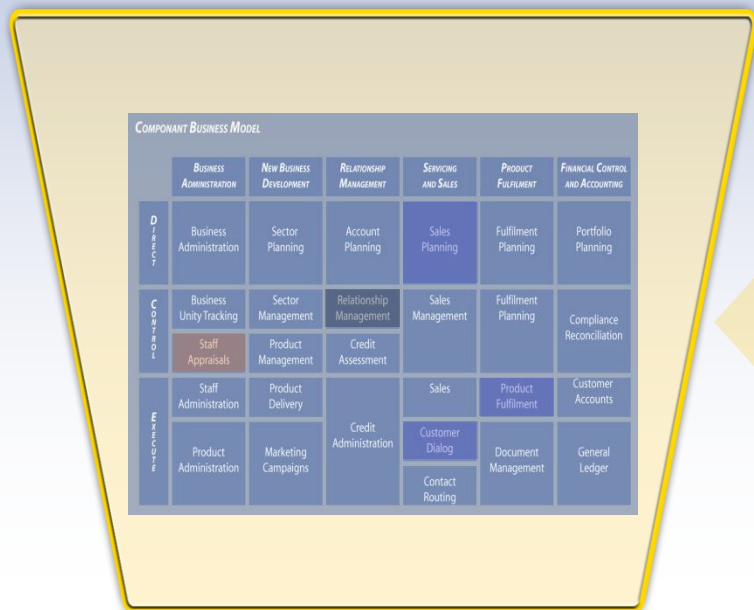 COMPONANT BUSINESS MODEL
BUSINESS
ADMINISTRATION
NEW BUSINESS
DEVELOPMENT
RELATIONSHIP
MANAGEMENT
SERVICING
AND SALES
PRODUCT
FULFILMENT
FINANCIAL CONTROL
AND ACCOUNTING
DIRECT
Business
Administration
Sector
Planning
Account
Planning
Sales
Planning
Fulfilment
Planning
Portfolio
Planning
CONTROL
Business
Unity Tracking
Sector
Management
Relationship
Management
Sales
Management
Fulfilment
Planning
Compliance
Reconciliation
Staff
Appraisals
Product
Management
Credit
Assessment
EXECUTE
Staff
Administration
Product
Delivery
Credit
Administration
Sales
Product
Fulfilment
Customer
Accounts
Product
Administration
Marketing
Campaigns
Customer
Dialog
Document
Management
General
Ledger
Contact
Routing